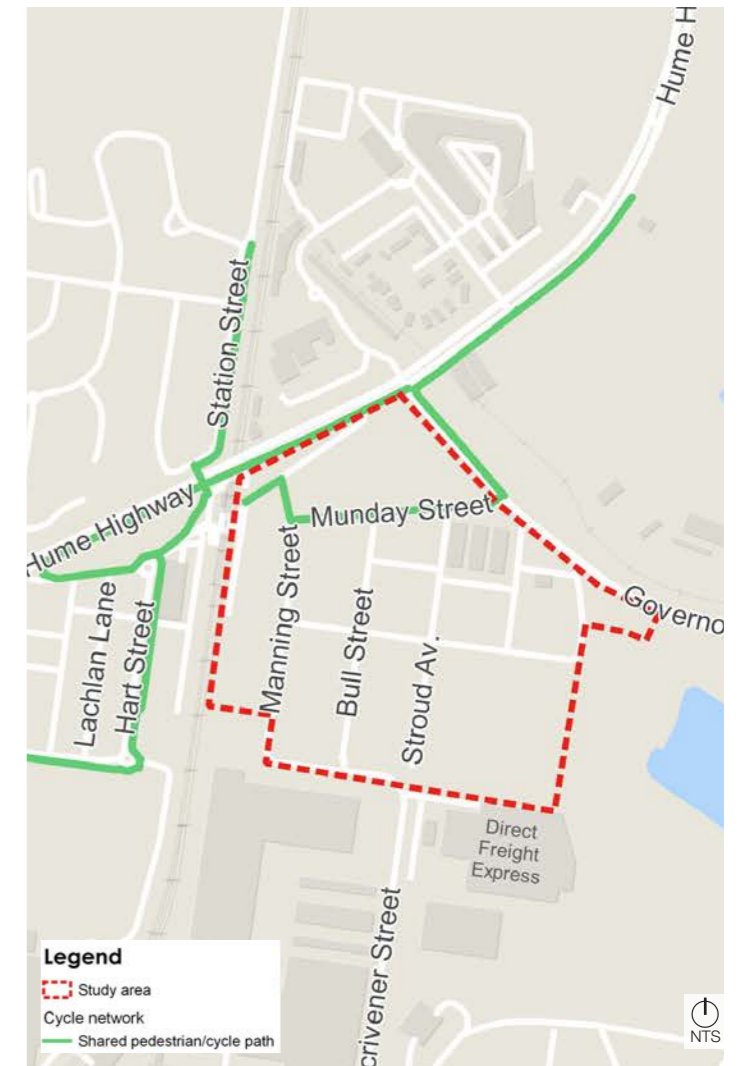 Hume H
Station Street
Hume Highway
Munday Street
Governo
Manning Street
Bull Street
Stroud Av.
Lachlan Lane
Hart Street
Direct
Freight
Express
crivener Street
Legend
Study area
Cycle network
Shared pedestrian/cycle path
NTS